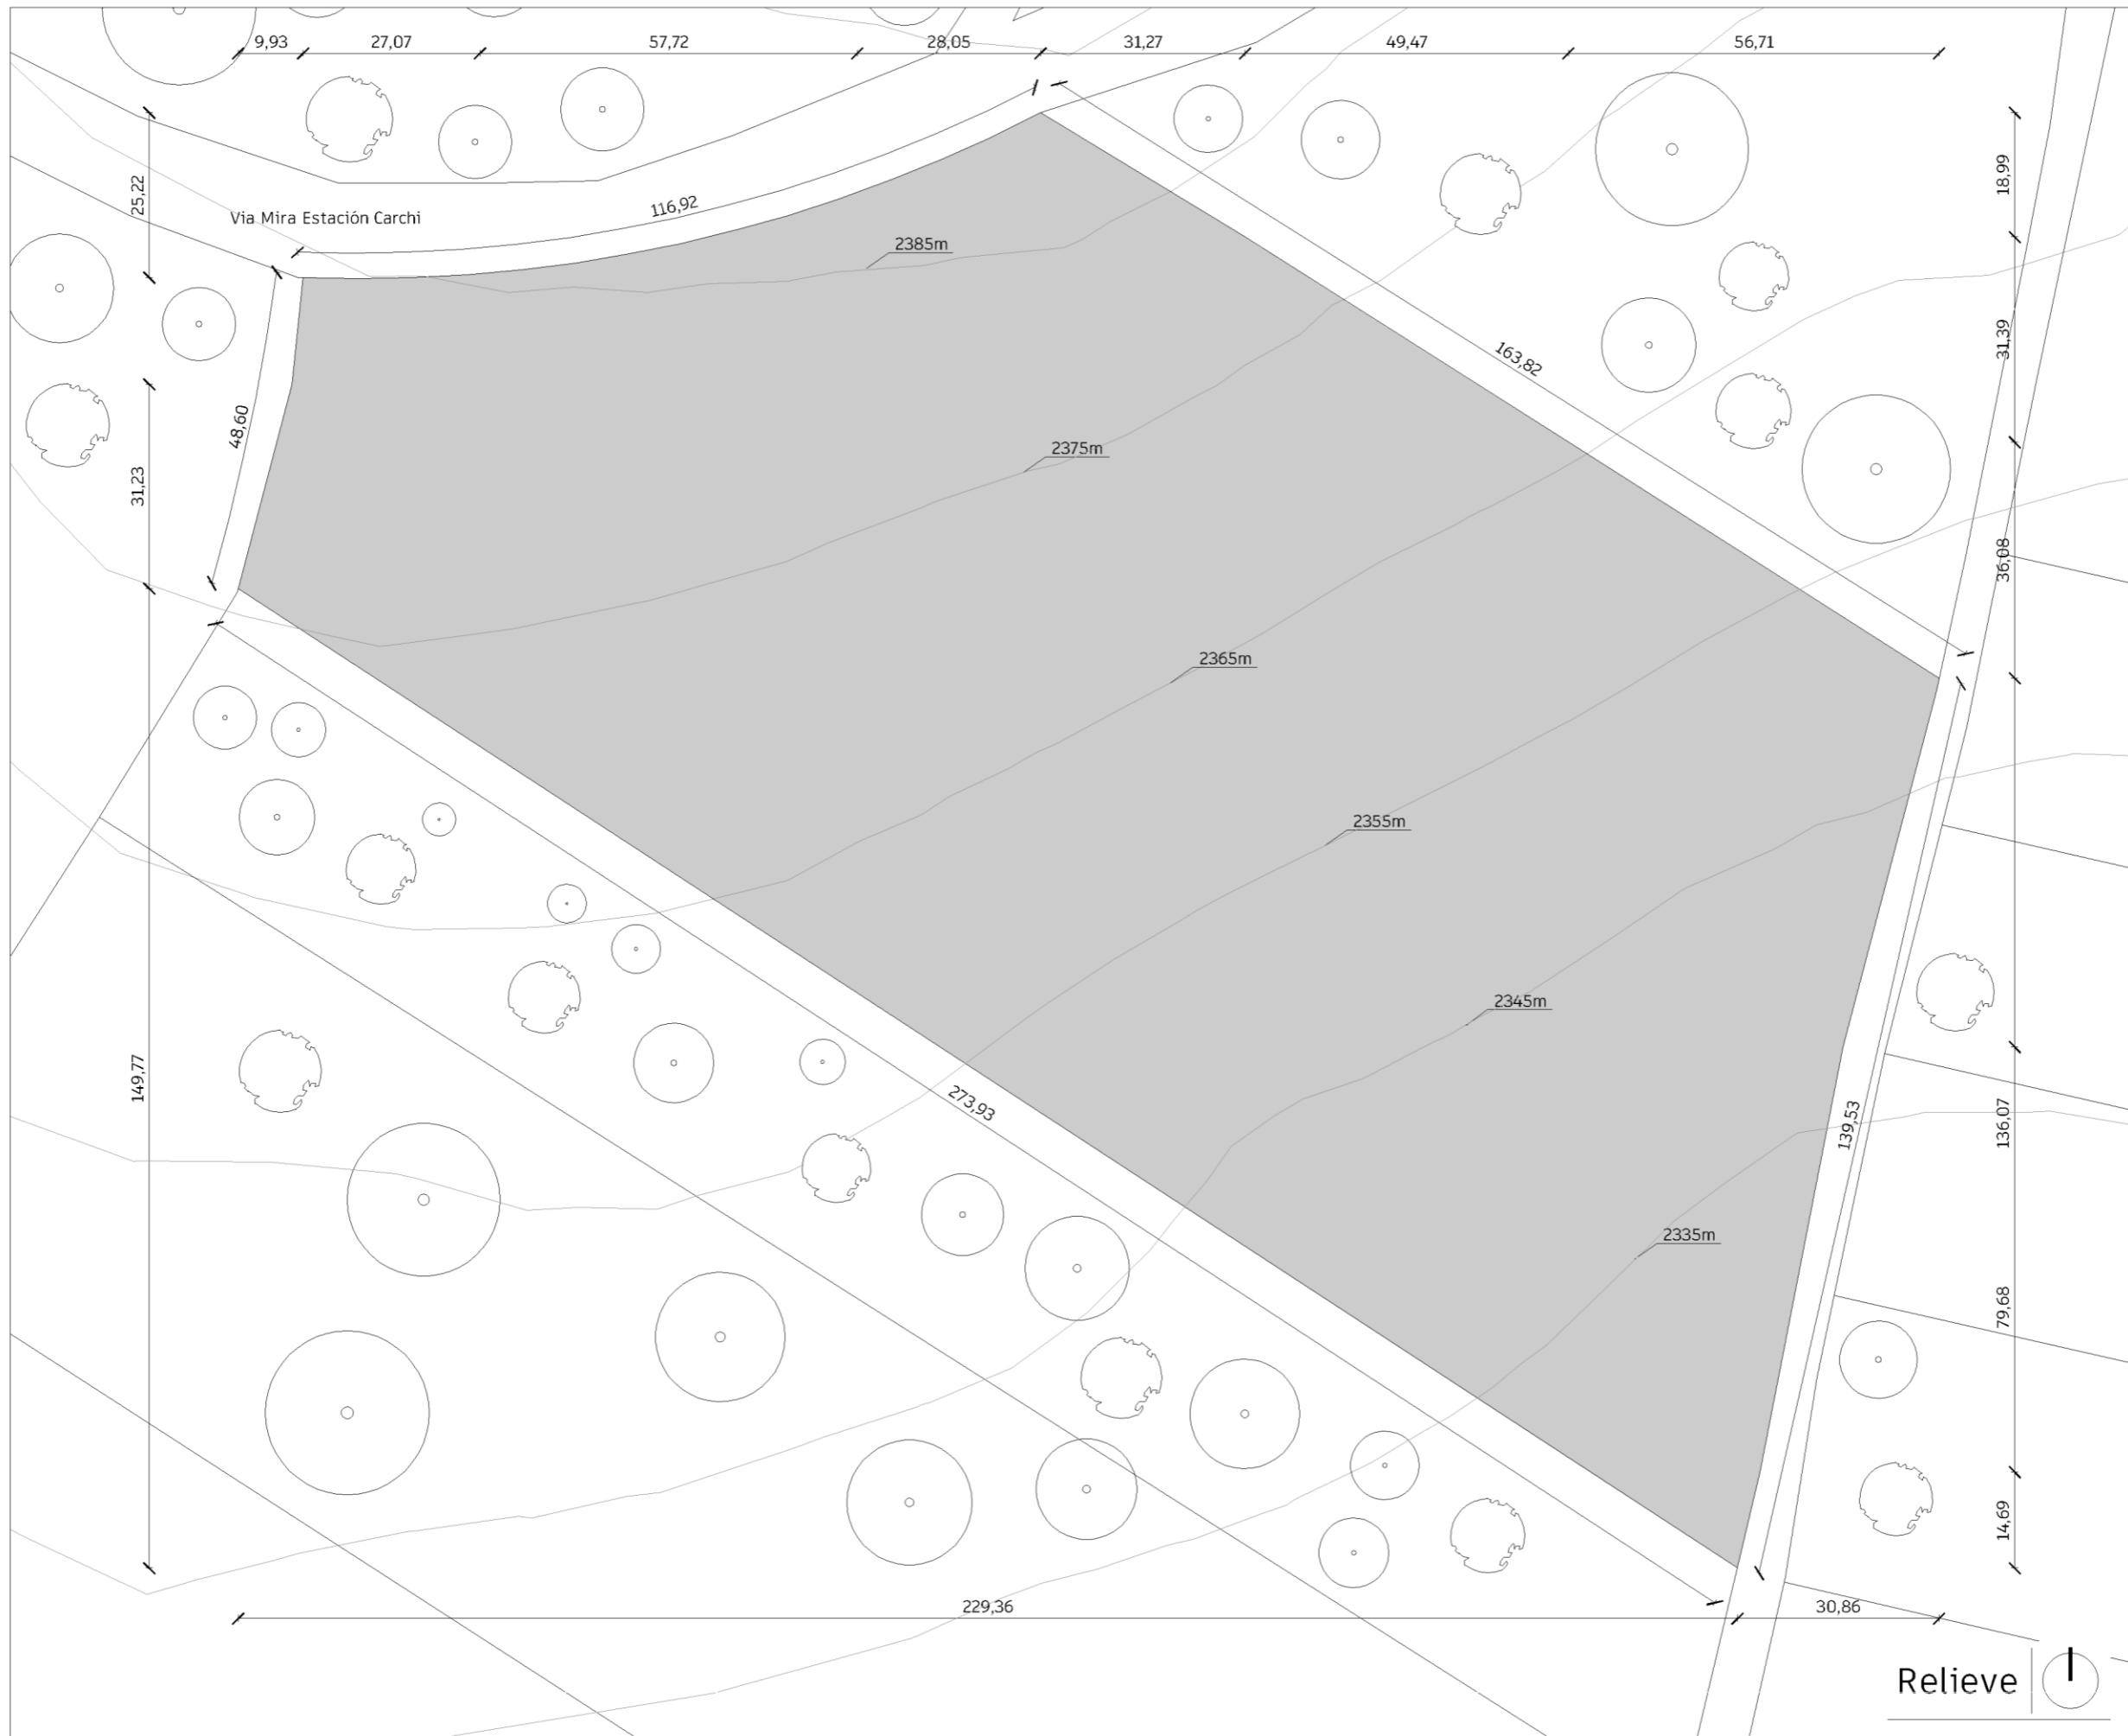 9,93
27,07
57,72
28,05
31,27
49,47
56,71
25,22
18,99
Via Mira Estación Carchi
116,92
2385m
163,82
31,39
48,60
31,23
2375m
36,08
2365m
2355m
2345m
149,77
273,93
139,53
136,07
2335m
79,68
14,69
229,36
30,86
Relieve